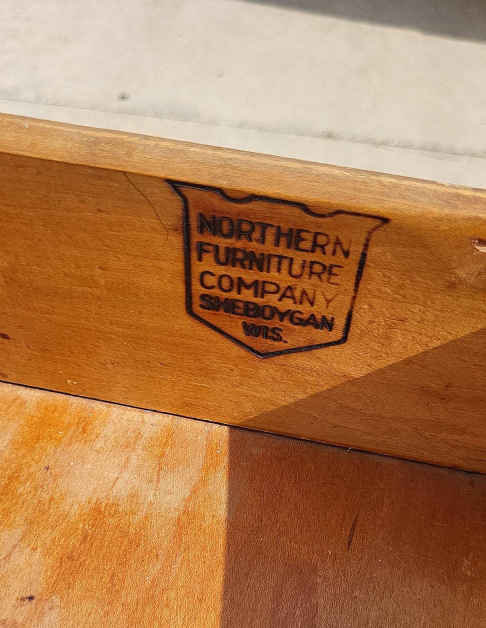 NORTHERN
FURNITURE
COMPANY
SHEBOYGAN
WIS.